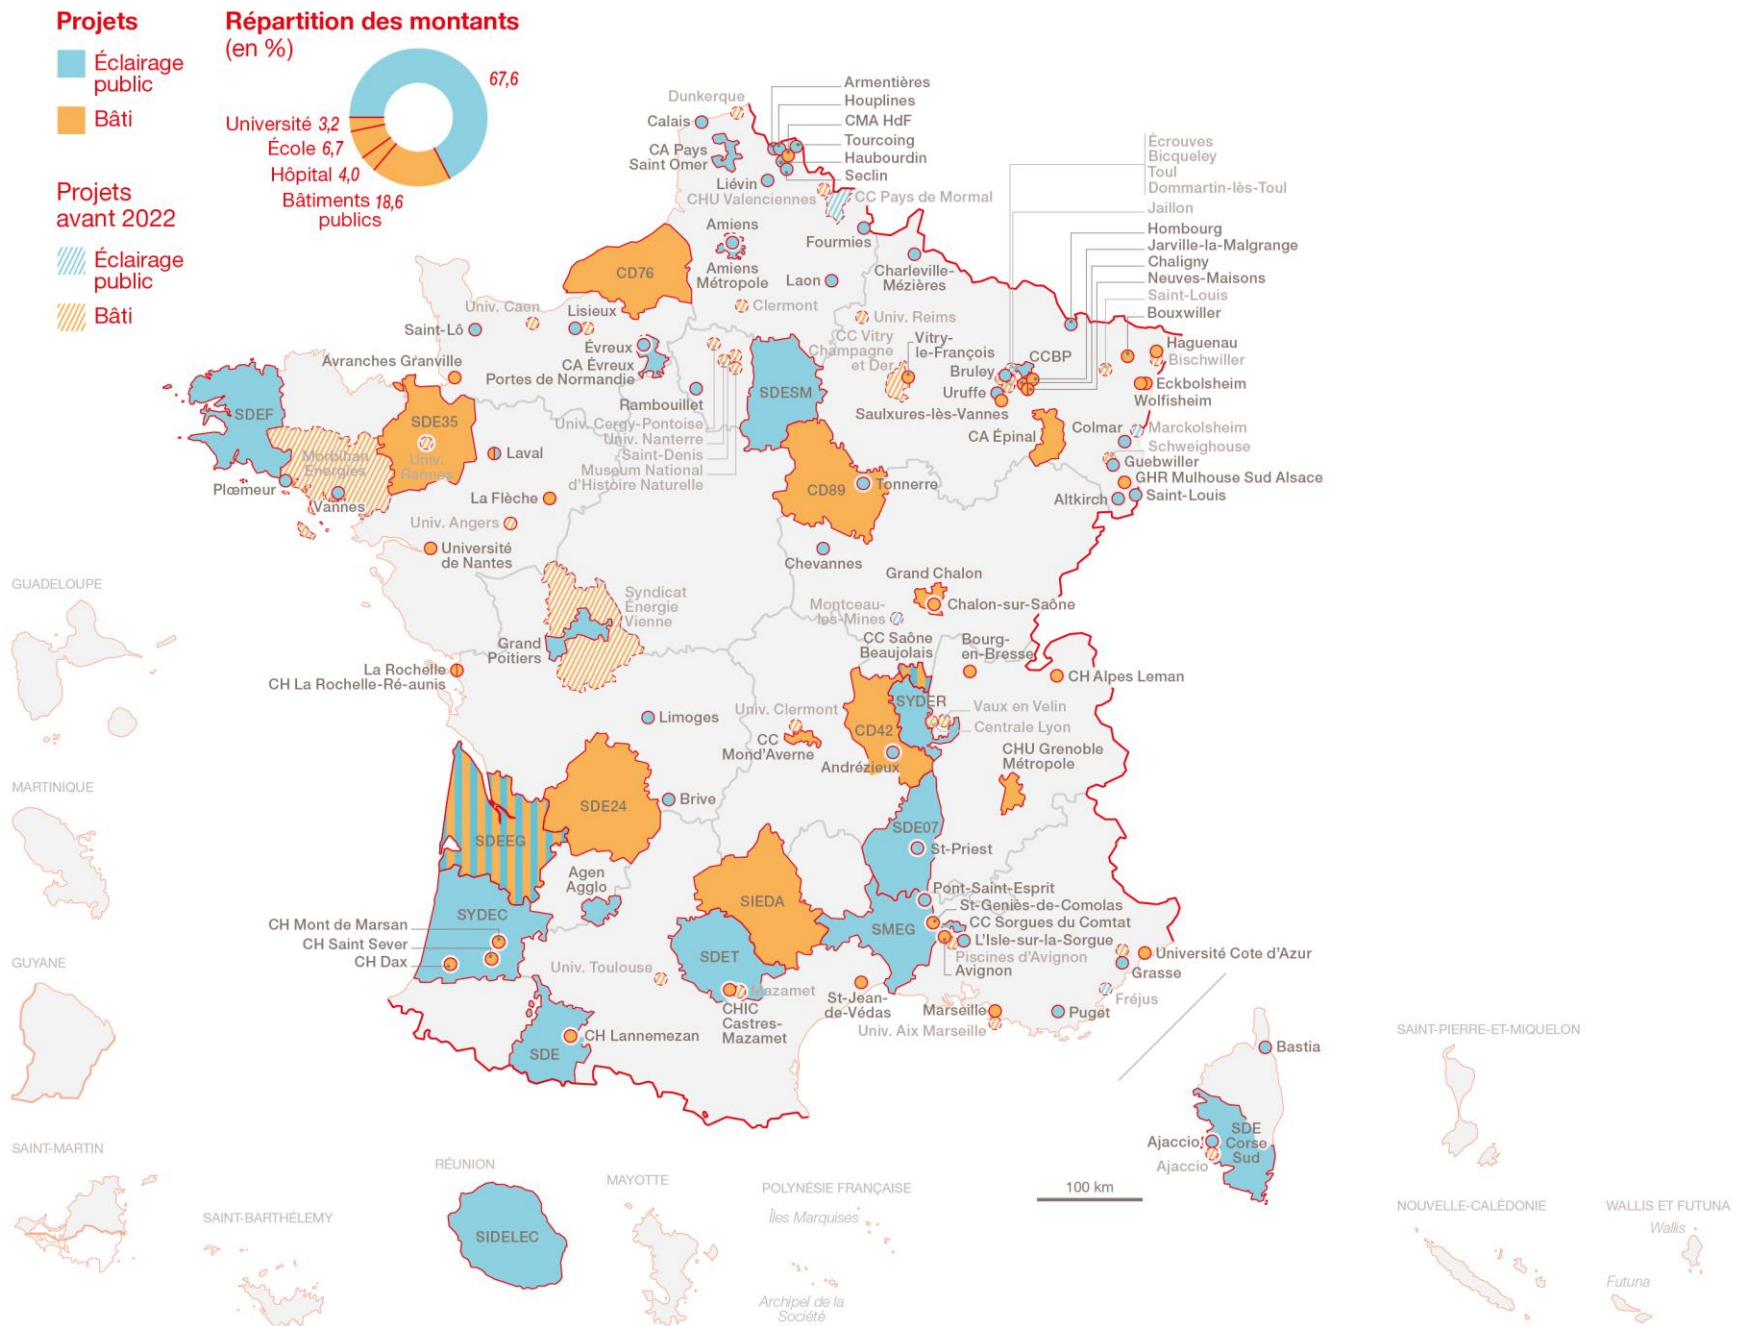 Projets
Éclairage
public
Bâti
Projets
avant 2022
Éclairage
public
Bâti
Répartition des montants
(en %)
67,6
Université 3,2
École 6,7
Hôpital 4,0
Bâtiments 18,6
publics
Dunkerque
Calais
CA Pays
Saint Omer
Liévin
CHU Valenciennes
Armentières
Houplines
CMA HdF
Tourcoing
Haubourdin
Seclin
CC Pays de Mormal
Fourmies
Amiens
Amiens
Métropole
Laon
Charleville-
Mézières
Clermont
Univ. Reims
CC Vitry
Champagne
et Der
Vitry-
le-François
Écrouves
Bicqueley
Toul
Dommartin-lès-Toul
Jaillon
Hombourg
Jarville-la-Malgrange
Chaligny
Neuves-Maisons
Saint-Louis
Bouxwiller
Haguenau
Bischwiller
Eckbolsheim
Wolfisheim
CCBP
Bruley
Uruffe
Saulxures-lès-Vannes
CA Épinal
Colmar
Marckolsheim
Schweighouse
Guebwiller
GHR Mulhouse Sud Alsace
Altkirch
Saint-Louis
CD76
Univ. Caen
Lisieux
Saint-Lô
Évreux
CA Évreux
Portes de Normandie
Avranches Granville
Rambouillet
Univ. Cergy-Pontoise
Univ. Nanterre
Saint-Denis
Museum National
d'Histoire Naturelle
SDESM
SDEF
SDE35
Univ.
Rennes
Morbihan
Énergies
Plœmeur
Vannes
Laval
La Flèche
Univ. Angers
Université
de Nantes
CD89
Tonnerre
Chevannes
Grand Chalon
Chalon-sur-Saône
Montceau-
les-Mines
CC Saône
Beaujolais
Bourg-
en-Bresse
CH Alpes Leman
Syndicat
Énergie
Vienne
Grand
Poitiers
La Rochelle
CH La Rochelle-Ré-aunis
Limoges
Univ. Clermont
CC
Mond'Averne
SYDER
CD42
Andrézieux
Vaux en Velin
Centrale Lyon
CHU Grenoble
Métropole
Brive
SDE24
SDEEG
SDE07
St-Priest
Agen
Agglo
SIEDA
SYDEC
CH Mont de Marsan
CH Saint Sever
CH Dax
SDET
SMEG
Pont-Saint-Esprit
St-Geniès-de-Comolas
CC Sorgues du Comtat
L'Isle-sur-la-Sorgue
Piscines d'Avignon
Avignon
Université Cote d'Azur
Grasse
Fréjus
Univ. Toulouse
Mazamet
CHIC
Castres-
Mazamet
St-Jean-
de-Védas
Marseille
Univ. Aix Marseille
Puget
SDE
CH Lannemezan
Bastia
SDE
Corse
Sud
Ajaccio
Ajaccio
100 km
GUADELOUPE
MARTINIQUE
GUYANE
SAINT-MARTIN
SAINT-BARTHÉLEMY
RÉUNION
SIDELEC
MAYOTTE
POLYNÉSIE FRANÇAISE
Îles Marquises
Archipel de la
Société
SAINT-PIERRE-ET-MIQUELON
NOUVELLE-CALÉDONIE
WALLIS ET FUTUNA
Wallis
Futuna